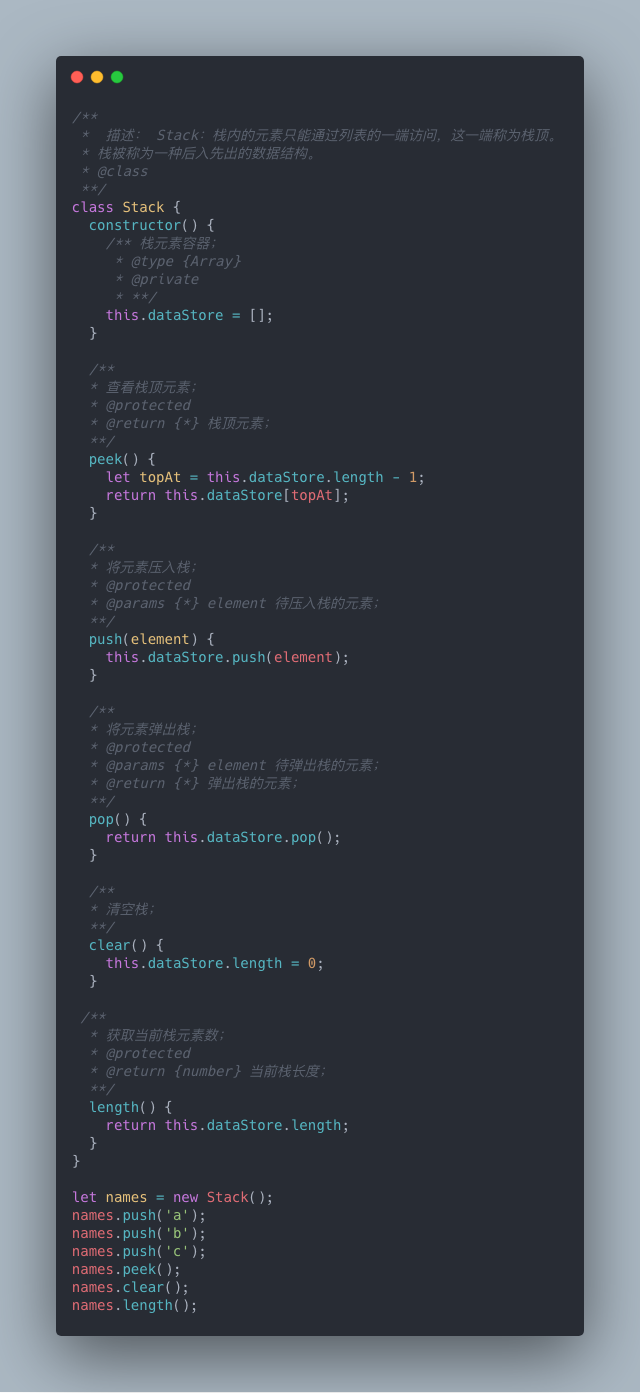 /**
 *  描述： Stack：栈内的元素只能通过列表的一端访问，这一端称为栈顶。
 * 栈被称为一种后入先出的数据结构。
 * @class
 **/
class Stack {
  constructor() {
    /** 栈元素容器；
     * @type {Array}
     * @private
     * **/
    this.dataStore = [];
  }

  /**
  * 查看栈顶元素；
  * @protected
  * @return {*} 栈顶元素；
  **/
  peek() {
    let topAt = this.dataStore.length - 1;
    return this.dataStore[topAt];
  }

  /**
  * 将元素压入栈；
  * @protected
  * @params {*} element 待压入栈的元素；
  **/
  push(element) {
    this.dataStore.push(element);
  }

  /**
  * 将元素弹出栈；
  * @protected
  * @params {*} element 待弹出栈的元素；
  * @return {*} 弹出栈的元素；
  **/
  pop() {
    return this.dataStore.pop();
  }

  /**
  * 清空栈；
  **/
  clear() {
    this.dataStore.length = 0;
  }

 /**
  * 获取当前栈元素数；
  * @protected
  * @return {number} 当前栈长度；
  **/
  length() {
    return this.dataStore.length;
  }
}

let names = new Stack();
names.push('a');
names.push('b');
names.push('c');
names.peek();
names.clear();
names.length();